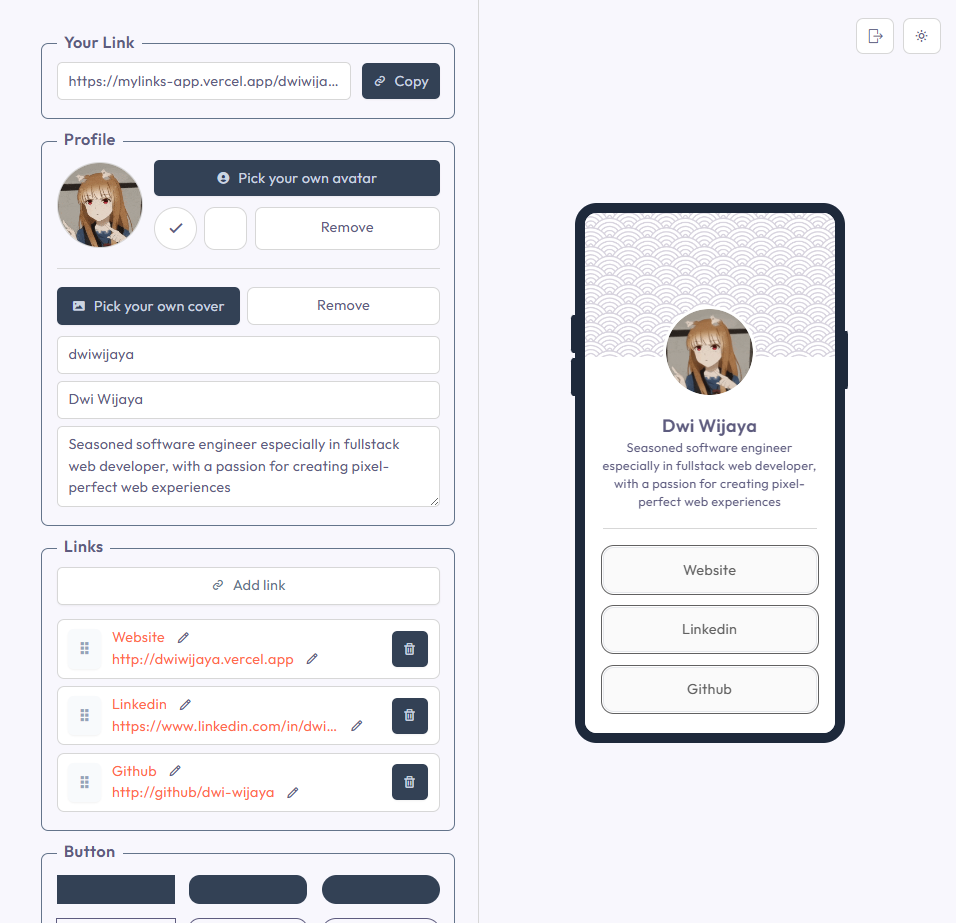 Your Link
https://mylinks-app.vercel.app/dwiwija...
Copy
Profile
Pick your own avatar
Remove
Pick your own cover
Remove
dwiwijaya
Dwi Wijaya
Seasoned software engineer especially in fullstack
web developer, with a passion for creating pixel-
perfect web experiences
Links
Add link
Website
http://dwiwijaya.vercel.app
Linkedin
https://www.linkedin.com/in/dwi...
Github
http://github/dwi-wijaya
Button
Dwi Wijaya
Seasoned software engineer
especially in fullstack web developer,
with a passion for creating pixel-
perfect web experiences
Website
Linkedin
Github